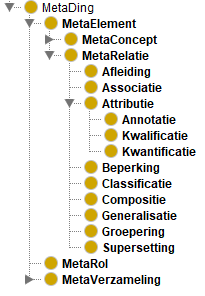 MetaDing
MetaElement
MetaConcept
MetaRelatie
Afleiding
Associatie
Attributie
Annotatie
Kwalificatie
Kwantificatie
Beperking
Classificatie
Compositie
Generalisatie
Groepering
Supersetting
MetaRol
MetaVerzameling